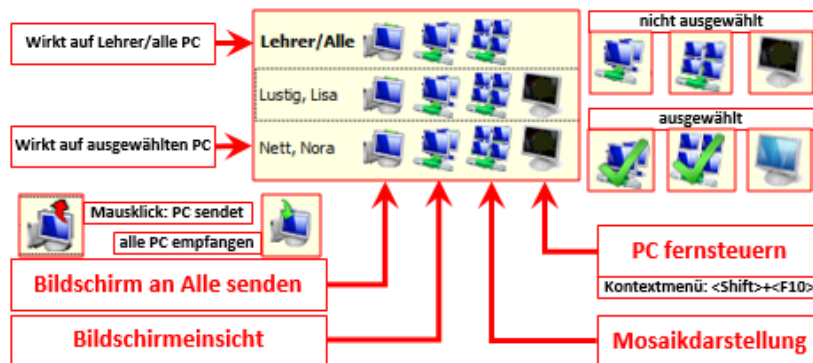 Wirkt auf Lehrer/alle PC
Lehrer/Alle
nicht ausgewählt
Lustig, Lisa
ausgewählt
Wirkt auf ausgewählten PC
Nett, Nora
Mausklick: PC sendet
alle PC empfangen
PC fernsteuern
Bildschirm an Alle senden
Kontextmenü: <Shift>+<F10>
Bildschirmeinsicht
Mosaikdarstellung